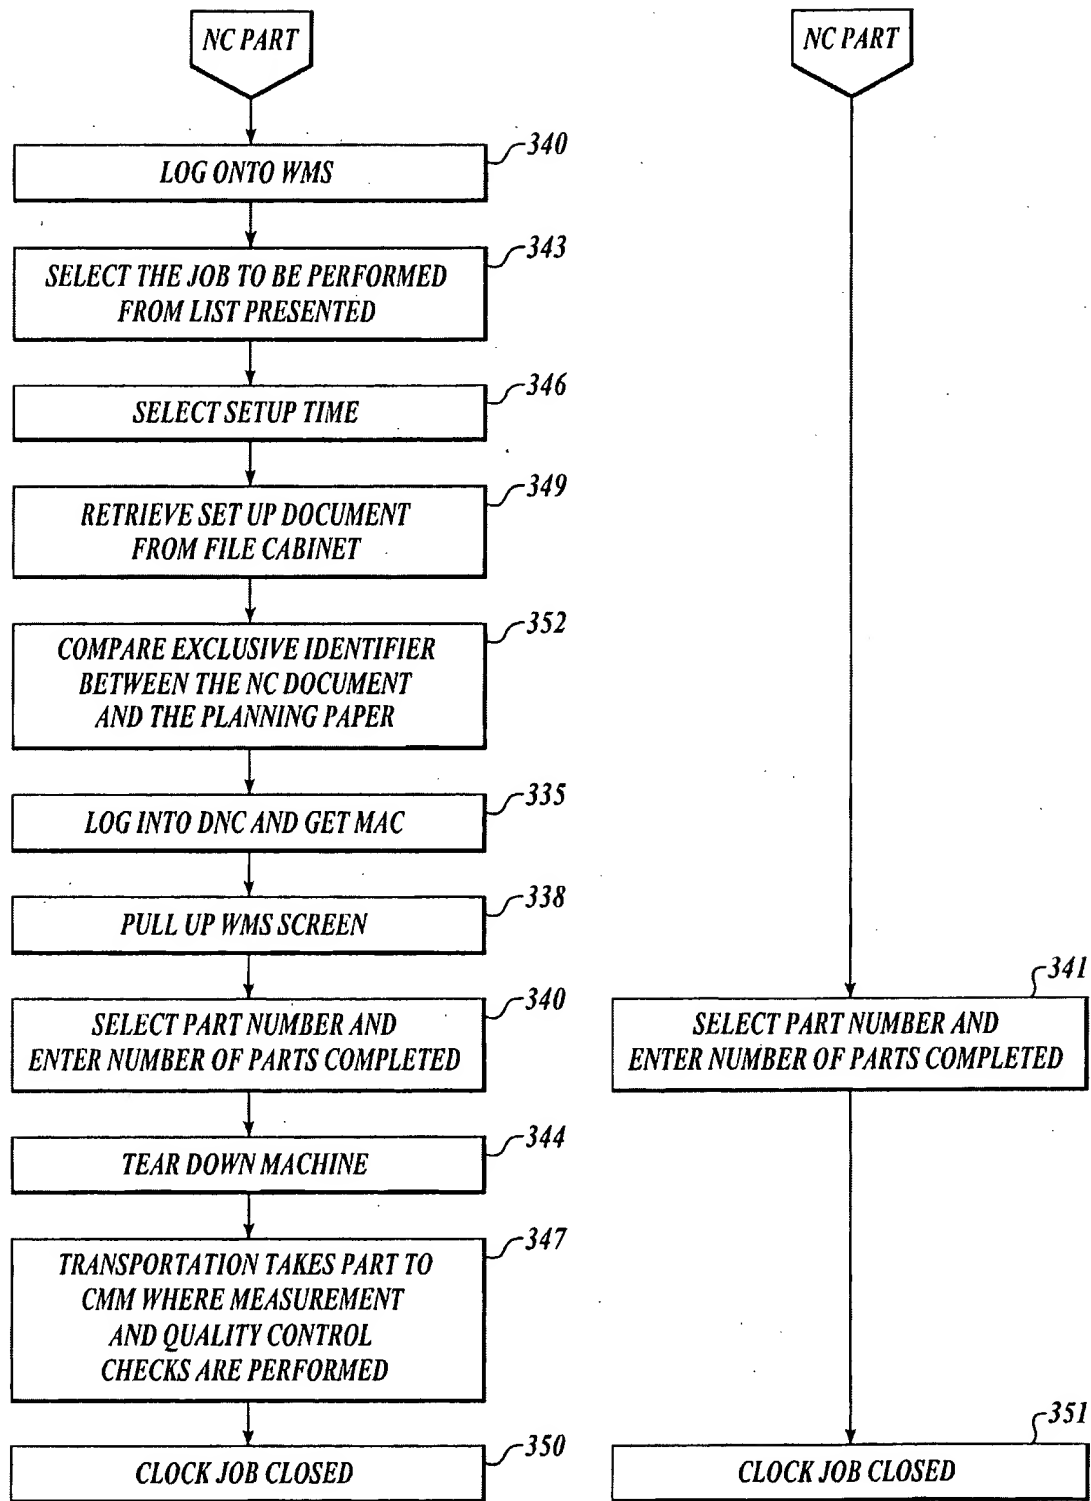 NC PART
340
LOG ONTO WMS
343
SELECT THE JOB TO BE PERFORMED
FROM LIST PRESENTED
346
SELECT SETUP TIME
349
RETRIEVE SET UP DOCUMENT
FROM FILE CABINET
352
COMPARE EXCLUSIVE IDENTIFIER
BETWEEN THE NC DOCUMENT
AND THE PLANNING PAPER
335
LOG INTO DNC AND GET MAC
338
PULL UP WMS SCREEN
340
SELECT PART NUMBER AND
ENTER NUMBER OF PARTS COMPLETED
344
TEAR DOWN MACHINE
347
TRANSPORTATION TAKES PART TO
CMM WHERE MEASUREMENT
AND QUALITY CONTROL
CHECKS ARE PERFORMED
350
CLOCK JOB CLOSED
NC PART
341
SELECT PART NUMBER AND
ENTER NUMBER OF PARTS COMPLETED
351
CLOCK JOB CLOSED